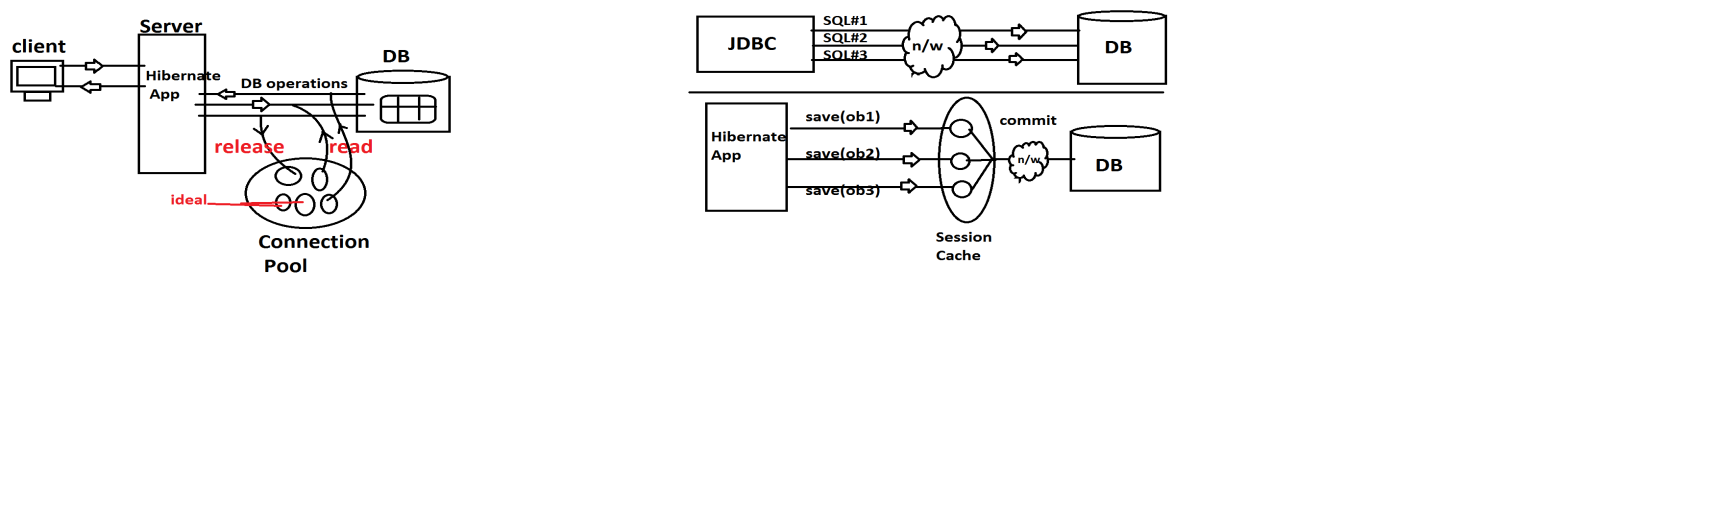 Server
client
Hibernate
App
DB operations
DB
release
read
ideal
Connection
Pool
JDBC
SQL#1
SQL#2
SQL#3
n/w
DB
Hibernate
App
save(ob1)
save(ob2)
save(ob3)
commit
n/w
DB
Session
Cache